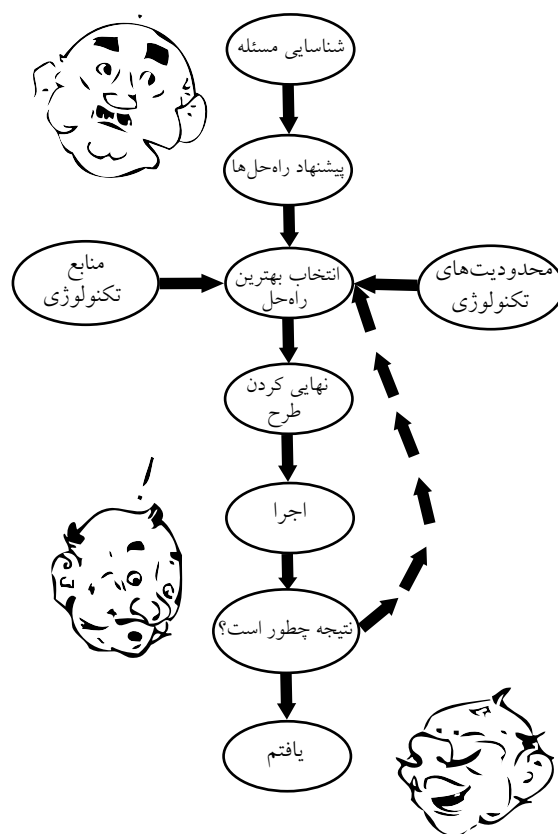 شناسایی مسئله
پیشنهاد راه‌حل‌ها
محدودیت‌های
تکنولوژی
انتخاب بهترین
راه‌حل
منابع
تکنولوژی
نهایی کردن
طرح
اجرا
نتیجه چطور است؟
یافتم